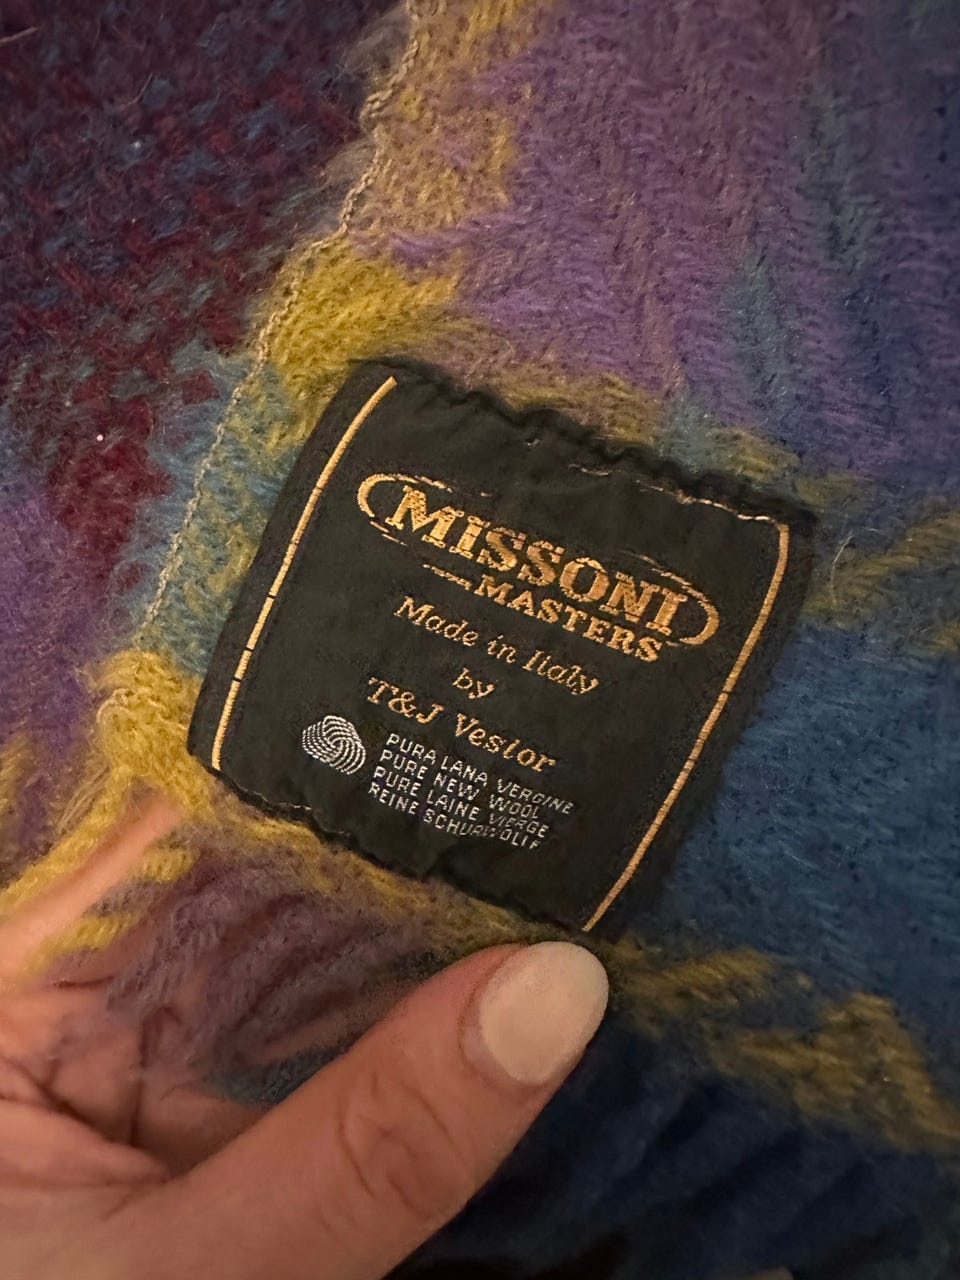 MISSONI
MASTERS
Made in Italy
by
T&J Vestor
PURA LANA VERGINE
PURE NEW WOOL
PURE LAINE VIERGE
REINE SCHURWOLLE